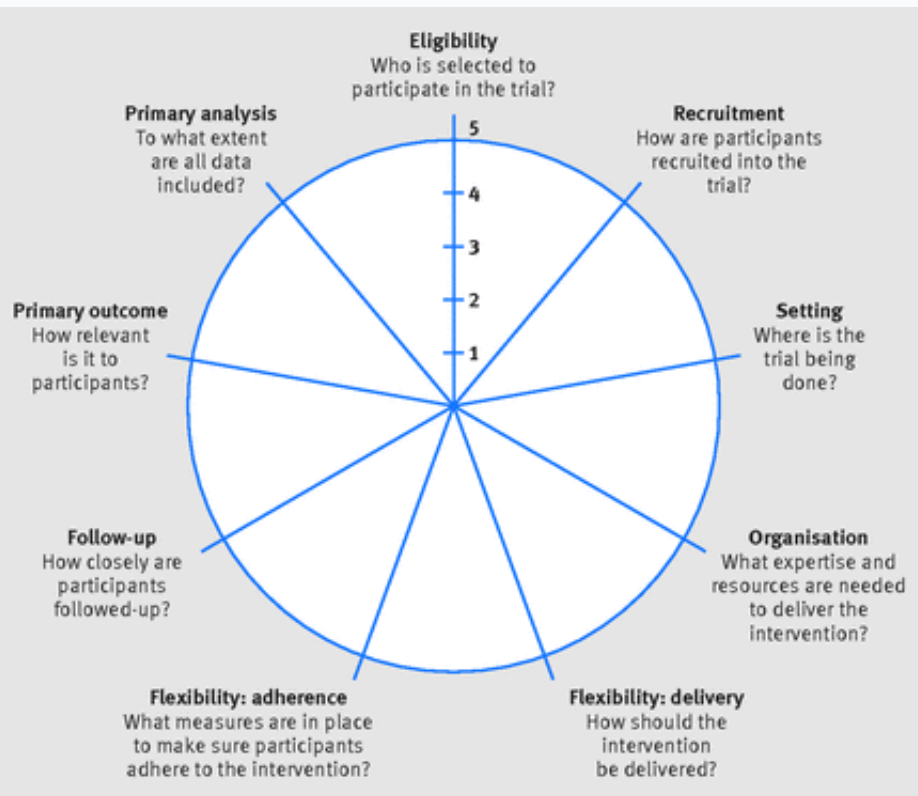 Eligibility
Who is selected to
participate in the trial?
Recruitment
How are participants
recruited into the
trial?
Setting
Where is the
trial being
done?
Organisation
What expertise and
resources are needed
to deliver the
intervention?
Flexibility: delivery
How should the
intervention
be delivered?
Flexibility: adherence
What measures are in place
to make sure participants
adhere to the intervention?
Follow-up
How closely are
participants
followed-up?
Primary outcome
How relevant
is it to
participants?
Primary analysis
To what extent
are all data
included?
5
4
3
2
1